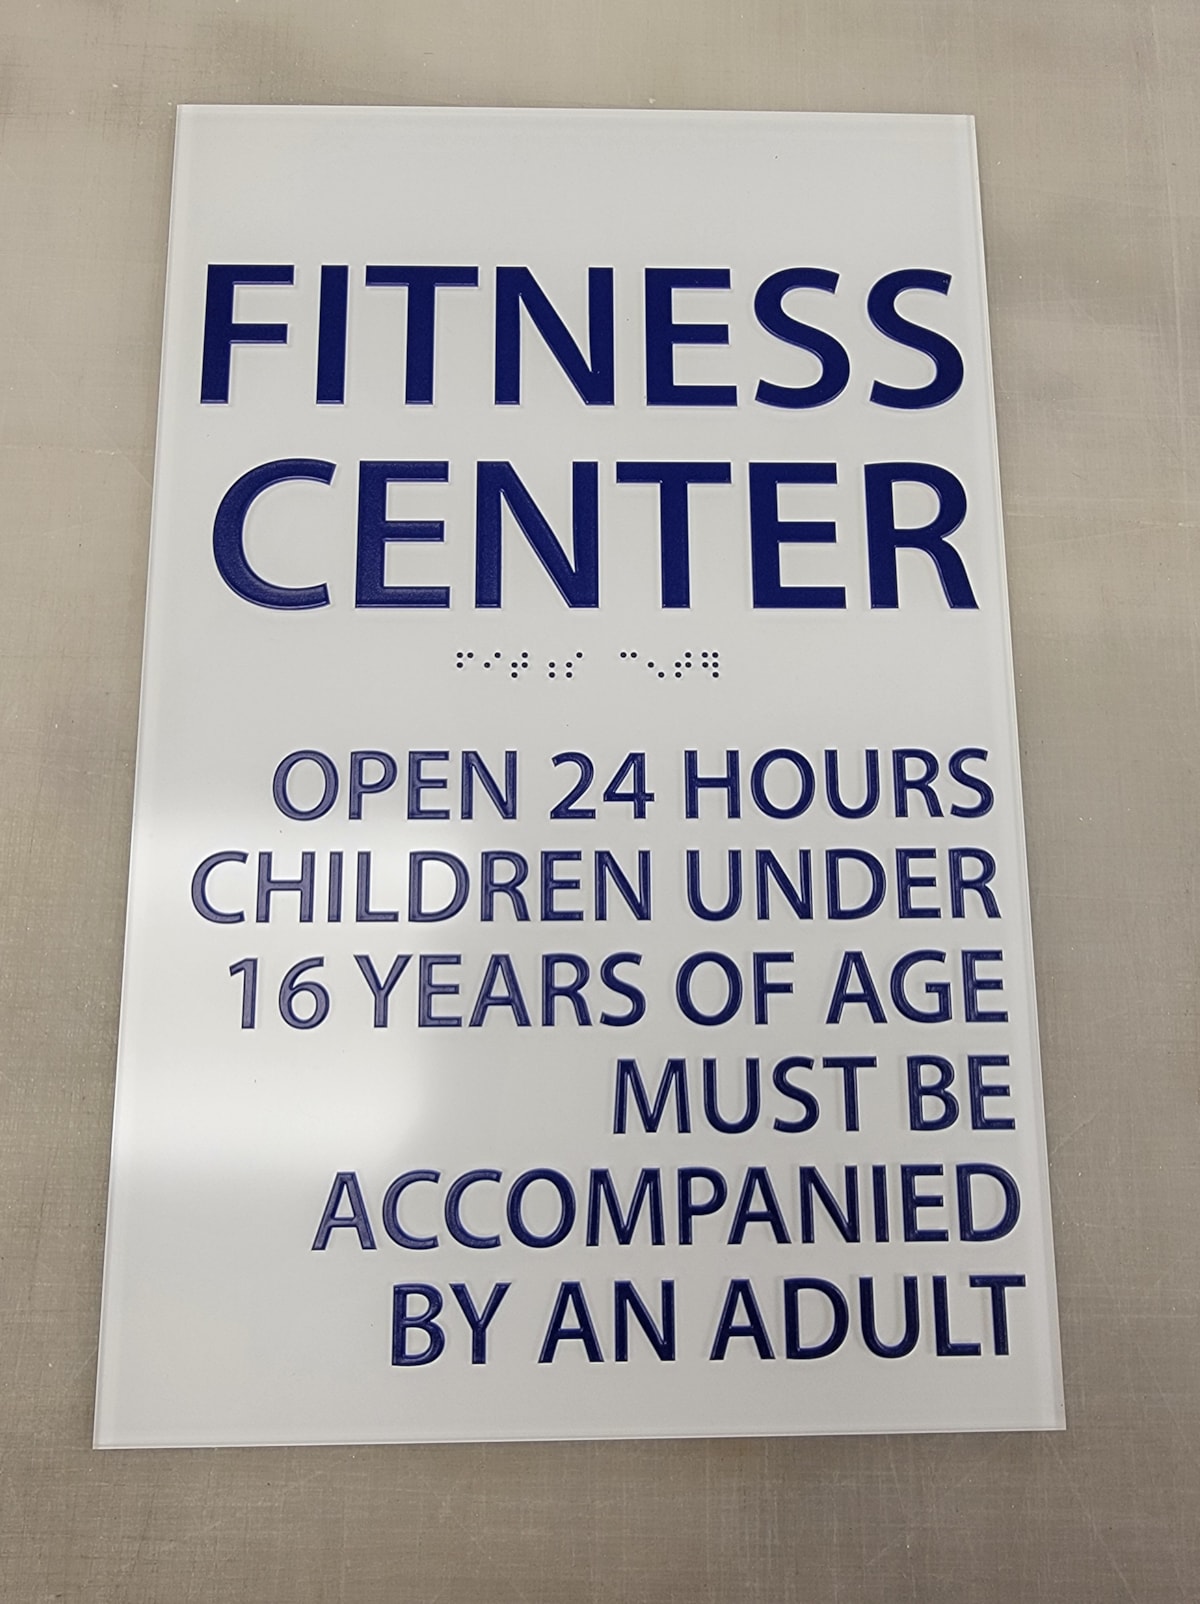 FITNESS
CENTER
⠋⠊⠞⠰⠎ ⠉⠢⠞⠻
OPEN 24 HOURS
CHILDREN UNDER
16 YEARS OF AGE
MUST BE
ACCOMPANIED
BY AN ADULT